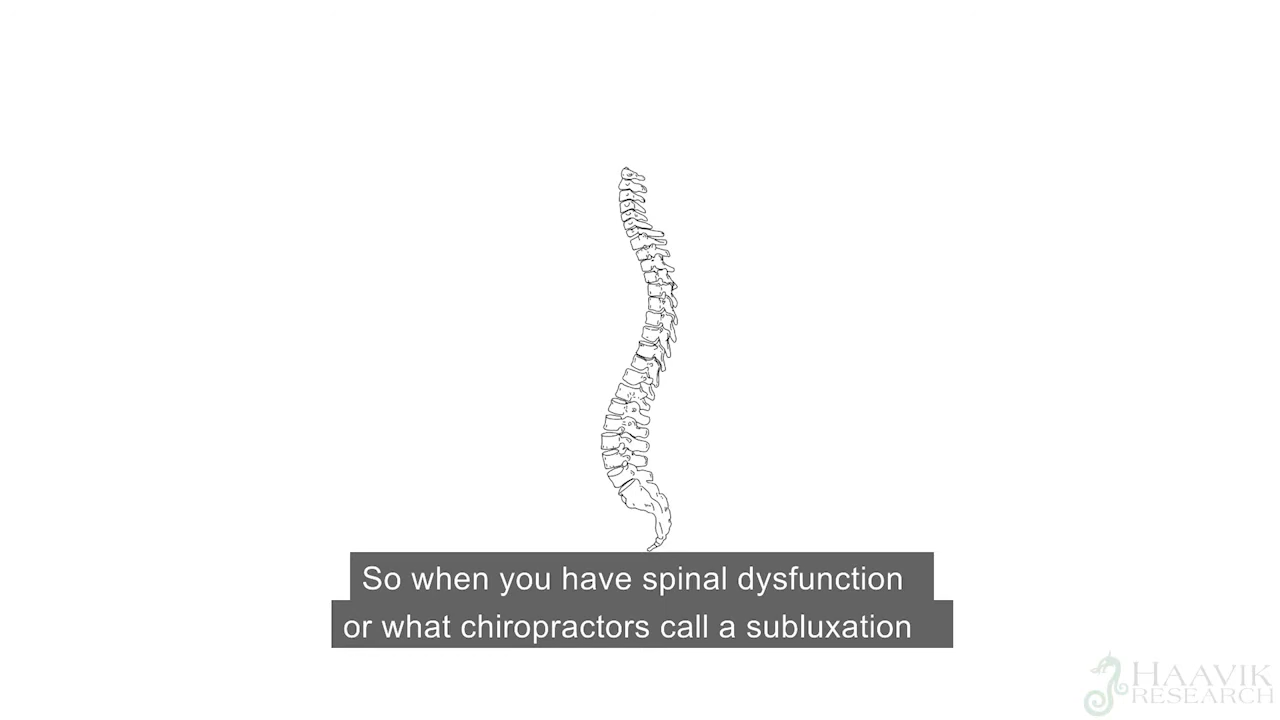 So when you have spinal dysfunction
or what chiropractors call a subluxation
HAAVIK
RESEARCH